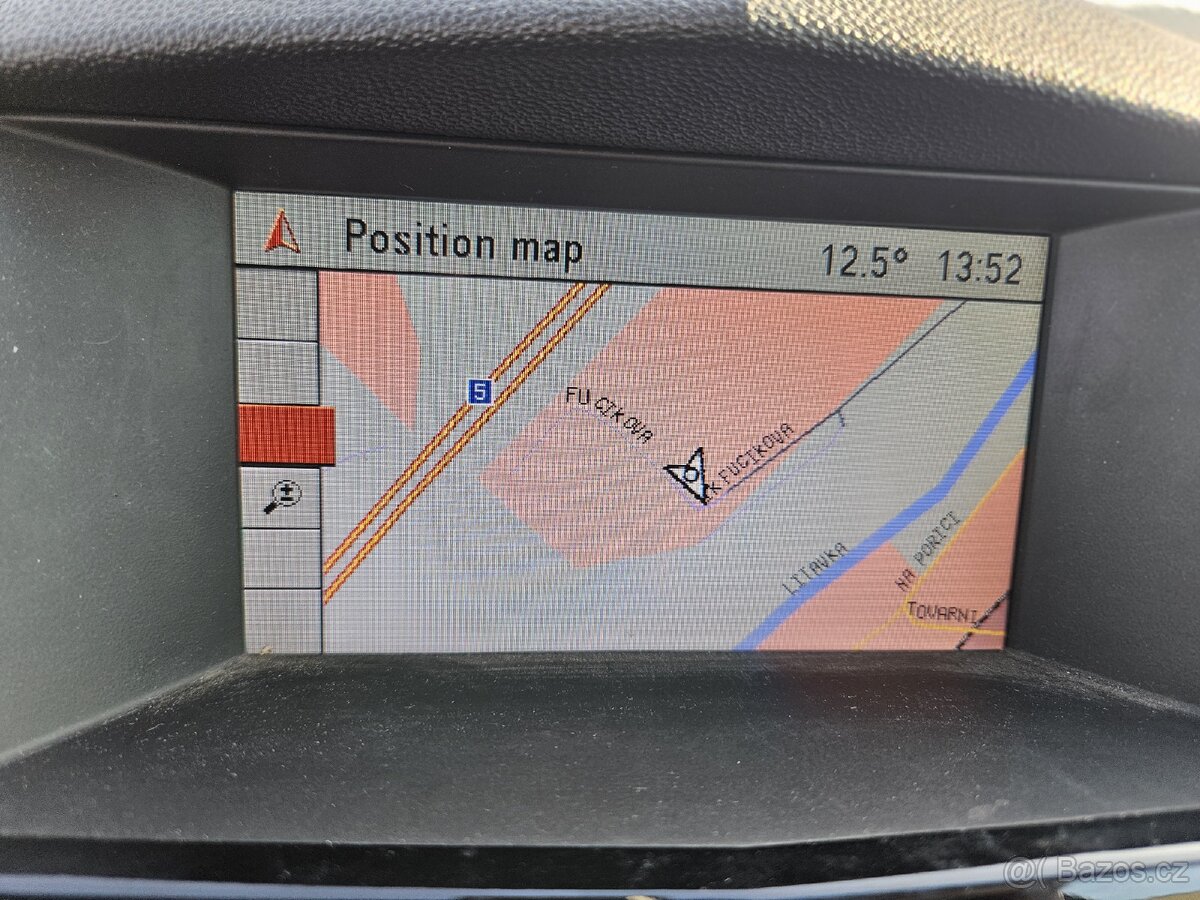 Position map 12.5° 13:52
5
FUCIKOVA
K FUCIKOVA
LITAVKA
NA PORICI
TOVARNI
@( Bazos.cz